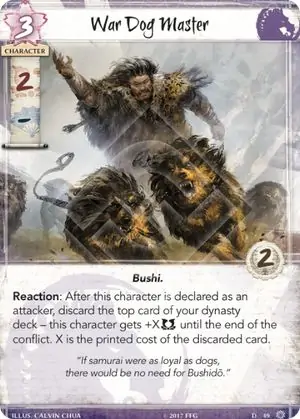 3
War Dog Master
CHARACTER
2
-
2
Bushi.
Reaction: After this character is declared as an
attacker, discard the top card of your dynasty
deck – this character gets +X until the end of the
conflict. X is the printed cost of the discarded card.
"If samurai were as loyal as dogs,
there would be no need for Bushidō."
ILLUS. CALVIN CHUA
© 2017 FFG
D 49